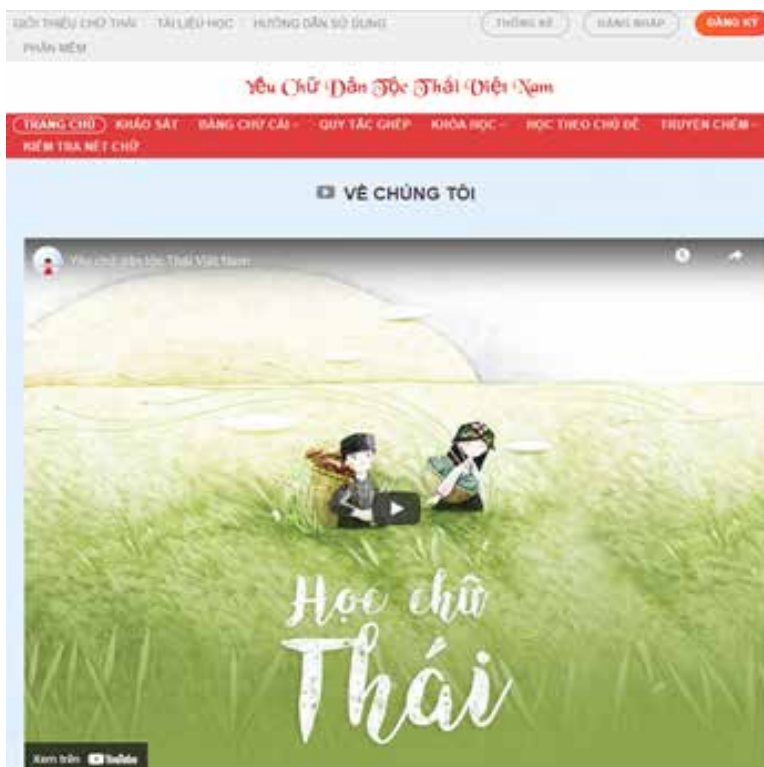 GIỚI THIỆU CHỮ THÁI TÀI LIỆU HỌC HƯỚNG DẪN SỬ DỤNG THỐNG KÊ ĐĂNG NHẬP ĐĂNG KÝ
PHẦN MỀM
Yêu Chữ Dân Tộc Thái Việt Nam
TRANG CHỦ KHẢO SÁT BẢNG CHỮ CÁI QUY TẮC GHÉP KHÓA HỌC HỌC THEO CHỦ ĐỀ TRUYỆN CHÊM
KIỂM TRA NÉT CHỮ
VỀ CHÚNG TÔI
Yêu chữ dân tộc Thái Việt Nam
Học chữ
Thái
Xem trên YouTube